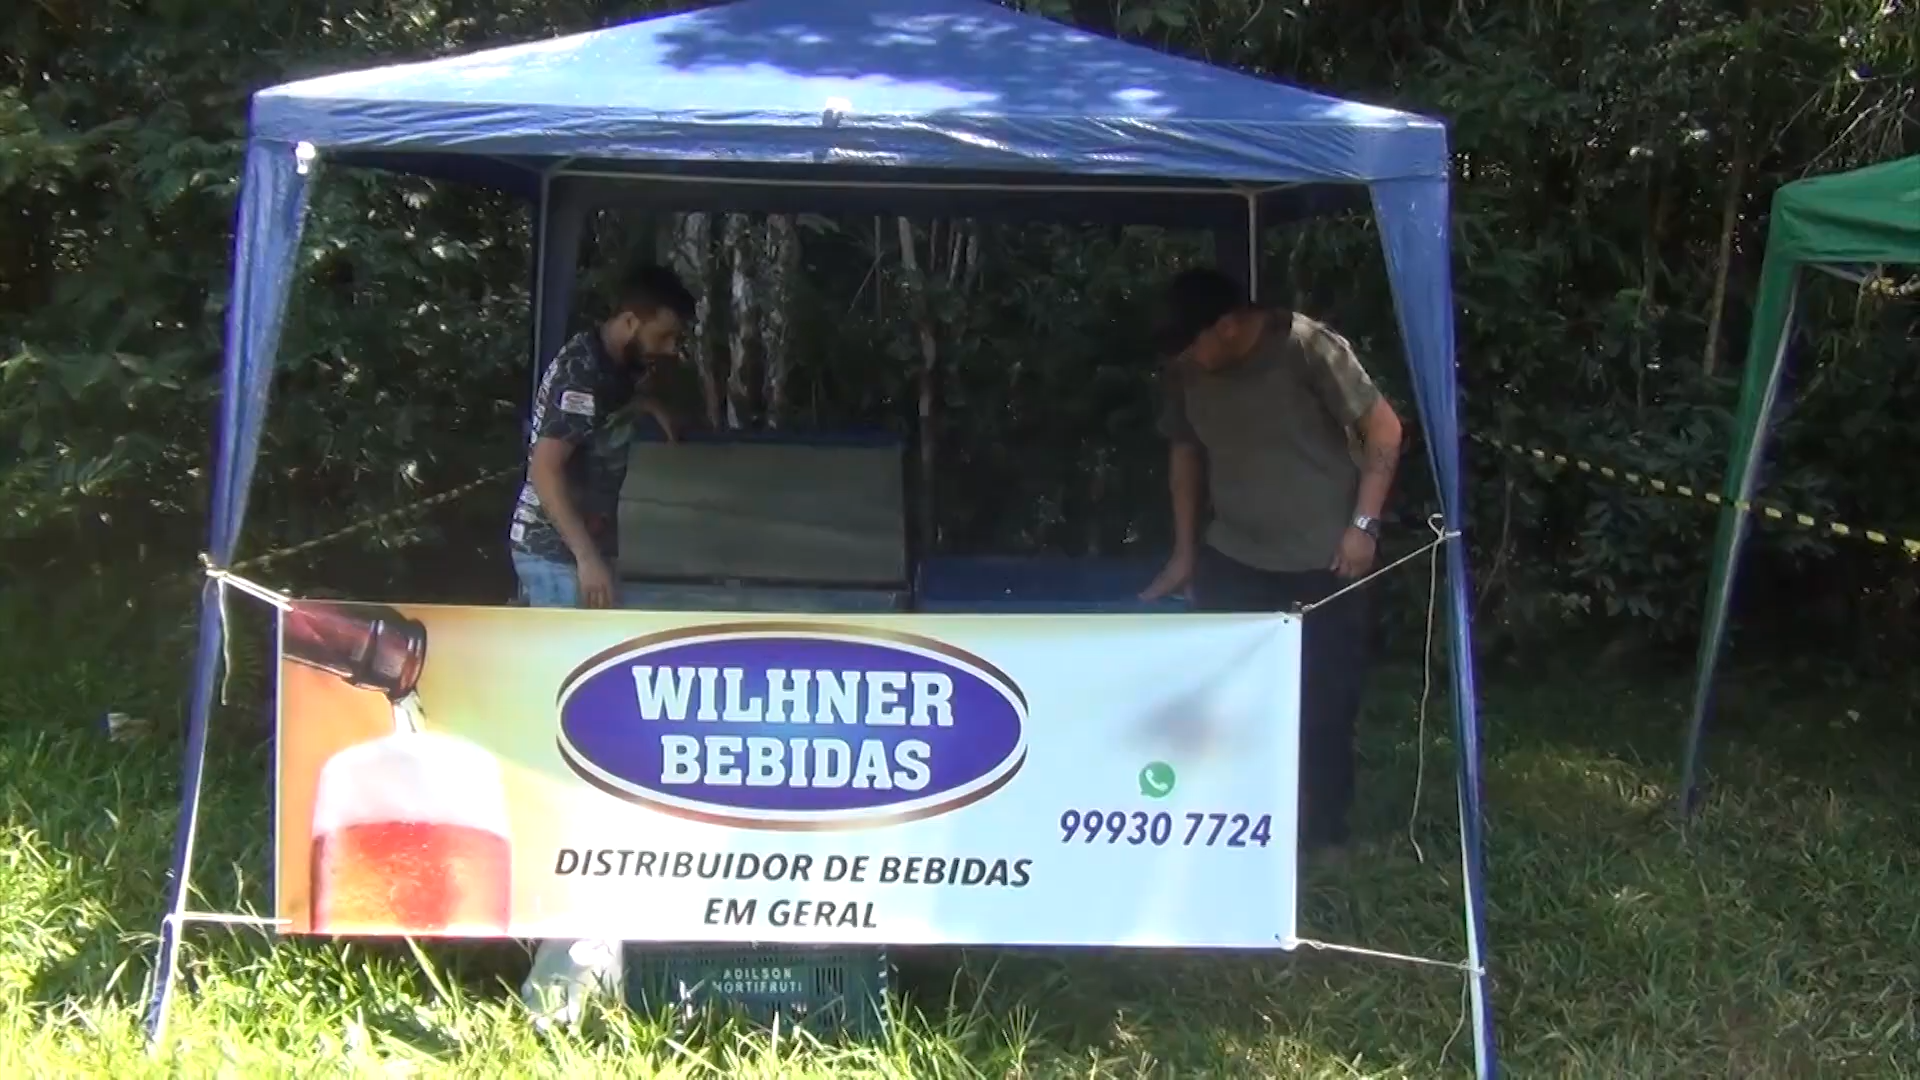 WILHNER
BEBIDAS
99930 7724
DISTRIBUIDOR DE BEBIDAS
EM GERAL
ADILSON
HORTIFRUTI